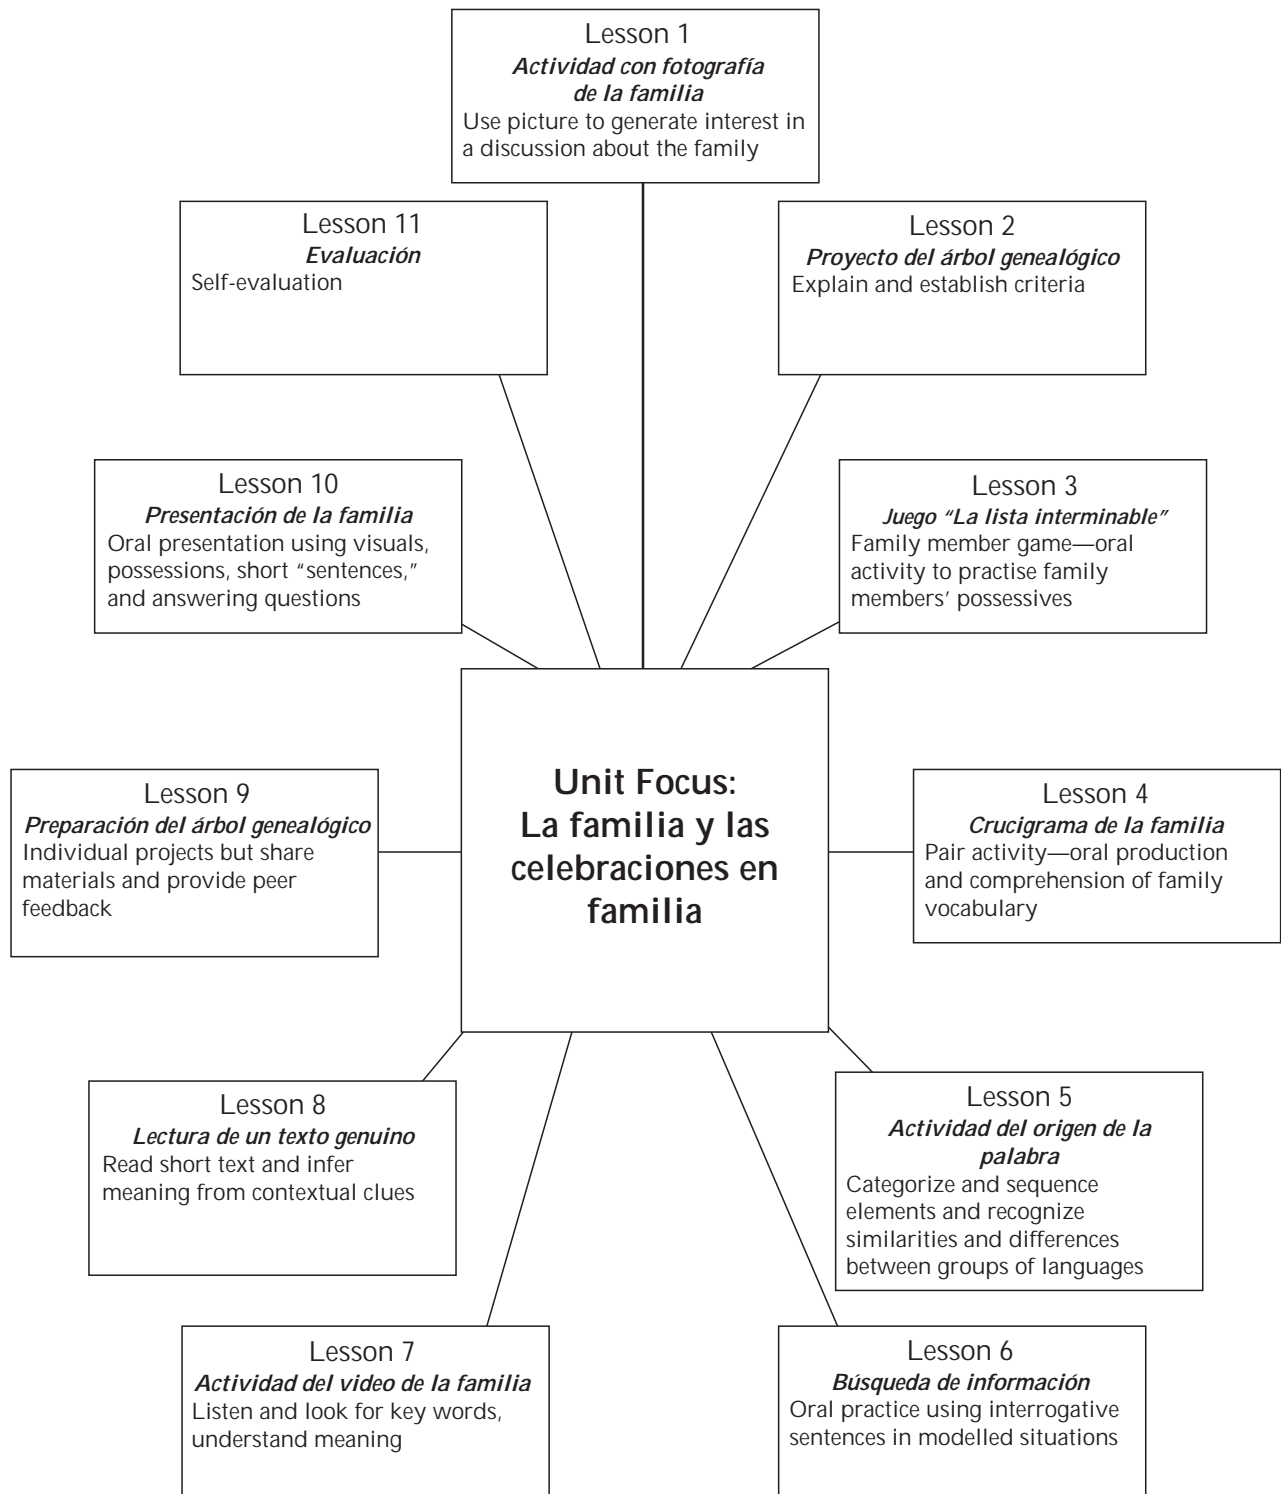 Lesson 1
Actividad con fotografía
de la familia
Use picture to generate interest in
a discussion about the family
Lesson 11
Evaluación
Self-evaluation
Lesson 2
Proyecto del árbol genealógico
Explain and establish criteria
Lesson 10
Presentación de la familia
Oral presentation using visuals,
possessions, short “sentences,”
and answering questions
Lesson 3
Juego “La lista interminable”
Family member game—oral
activity to practise family
members’ possessives
Unit Focus:
La familia y las
celebraciones en
familia
Lesson 9
Preparación del árbol genealógico
Individual projects but share
materials and provide peer
feedback
Lesson 4
Crucigrama de la familia
Pair activity—oral production
and comprehension of family
vocabulary
Lesson 8
Lectura de un texto genuino
Read short text and infer
meaning from contextual clues
Lesson 5
Actividad del origen de la
palabra
Categorize and sequence
elements and recognize
similarities and differences
between groups of languages
Lesson 7
Actividad del video de la familia
Listen and look for key words,
understand meaning
Lesson 6
Búsqueda de información
Oral practice using interrogative
sentences in modelled situations